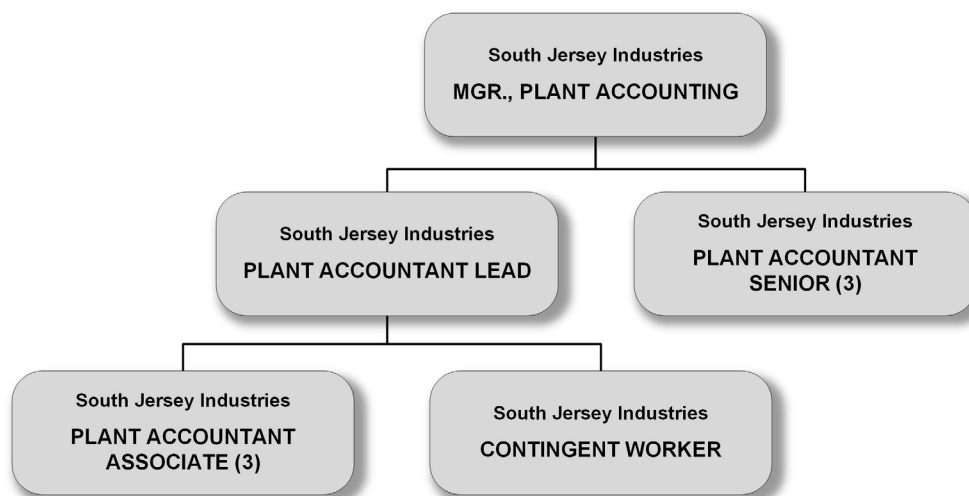 South Jersey Industries
MGR., PLANT ACCOUNTING
South Jersey Industries
PLANT ACCOUNTANT LEAD
South Jersey Industries
PLANT ACCOUNTANT
SENIOR (3)
South Jersey Industries
PLANT ACCOUNTANT
ASSOCIATE (3)
South Jersey Industries
CONTINGENT WORKER